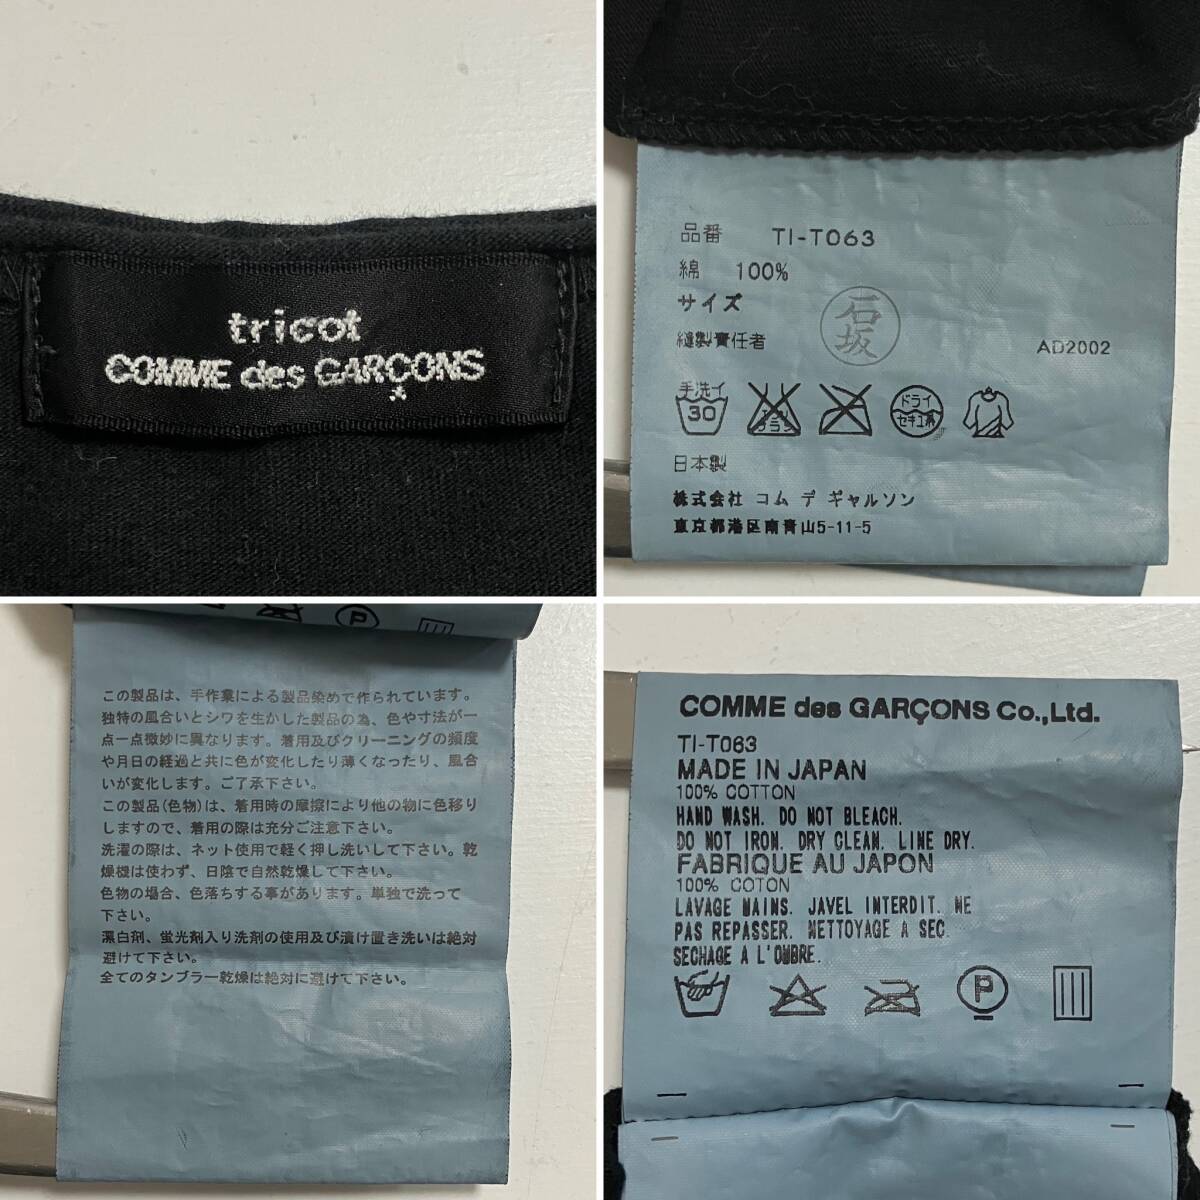 tricot
COMME des GARÇONS
品番 TI-T063
綿 100%
サイズ
縫製責任者
石坂
AD2002
手洗イ
30
エンソ
サラシ
ドライ
セキユ系
日本製
株式会社 コム デ ギャルソン
東京都港区南青山5-11-5
P
この製品は、手作業による製品染めで作られています。
独特の風合いとシワを生かした製品の為、色や寸法が一
点一点微妙に異なります。着用及びクリーニングの頻度
や月日の経過と共に色が変化したり薄くなったり、風合
いが変化します。ご了承下さい。
この製品(色物)は、着用時の摩擦により他の物に色移り
しますので、着用の際は充分ご注意下さい。
洗濯の際は、ネット使用で軽く押し洗いして下さい。乾
燥機は使わず、日陰で自然乾燥して下さい。
色物の場合、色落ちする事があります。単独で洗って
下さい。
漂白剤、蛍光剤入り洗剤の使用及び漬け置き洗いは絶対
避けて下さい。
全てのタンブラー乾燥は絶対に避けて下さい。
COMME des GARÇONS Co.,Ltd.
TI-T063
MADE IN JAPAN
100% COTTON
HAND WASH. DO NOT BLEACH.
DO NOT IRON. DRY CLEAN. LINE DRY.
FABRIQUE AU JAPON
100% COTON
LAVAGE MAINS. JAVEL INTERDIT. NE
PAS REPASSER. NETTOYAGE A SEC.
SECHAGE A L'OMBRE.
P